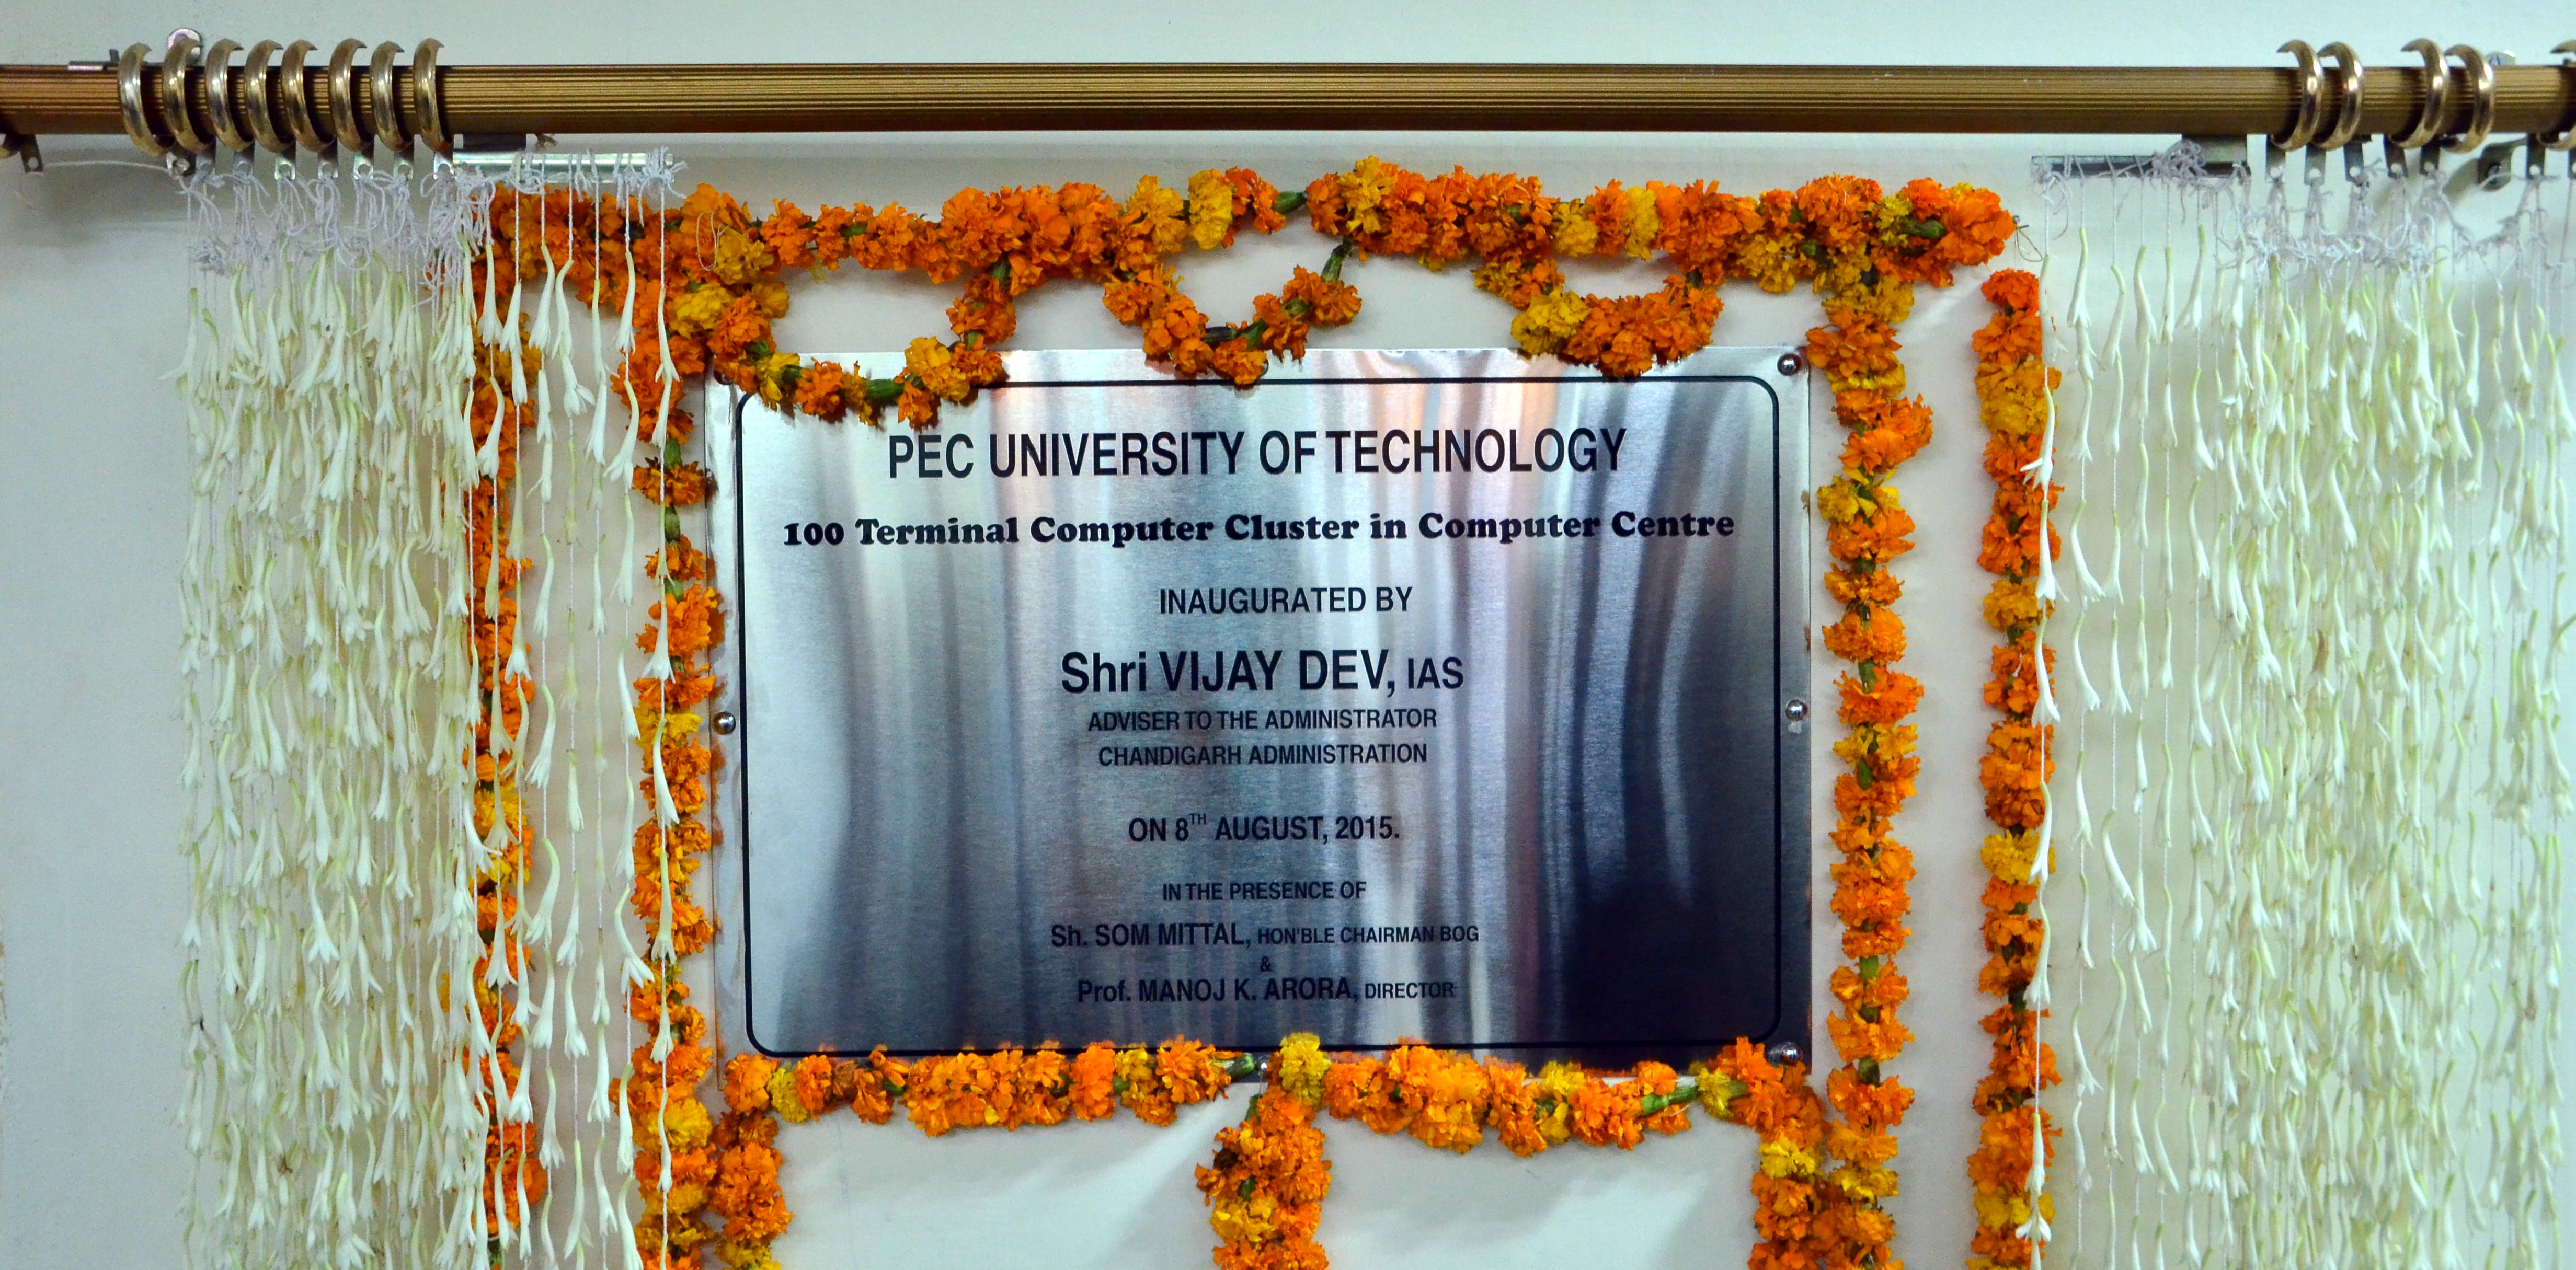 PEC UNIVERSITY OF TECHNOLOGY
100 Terminal Computer Cluster in Computer Centre
INAUGURATED BY
Shri VIJAY DEV, IAS
ADVISER TO THE ADMINISTRATOR
CHANDIGARH ADMINISTRATION
ON 8TH AUGUST, 2015.
IN THE PRESENCE OF
Sh. SOM MITTAL, HON'BLE CHAIRMAN BOG
&
Prof. MANOJ K. ARORA, DIRECTOR